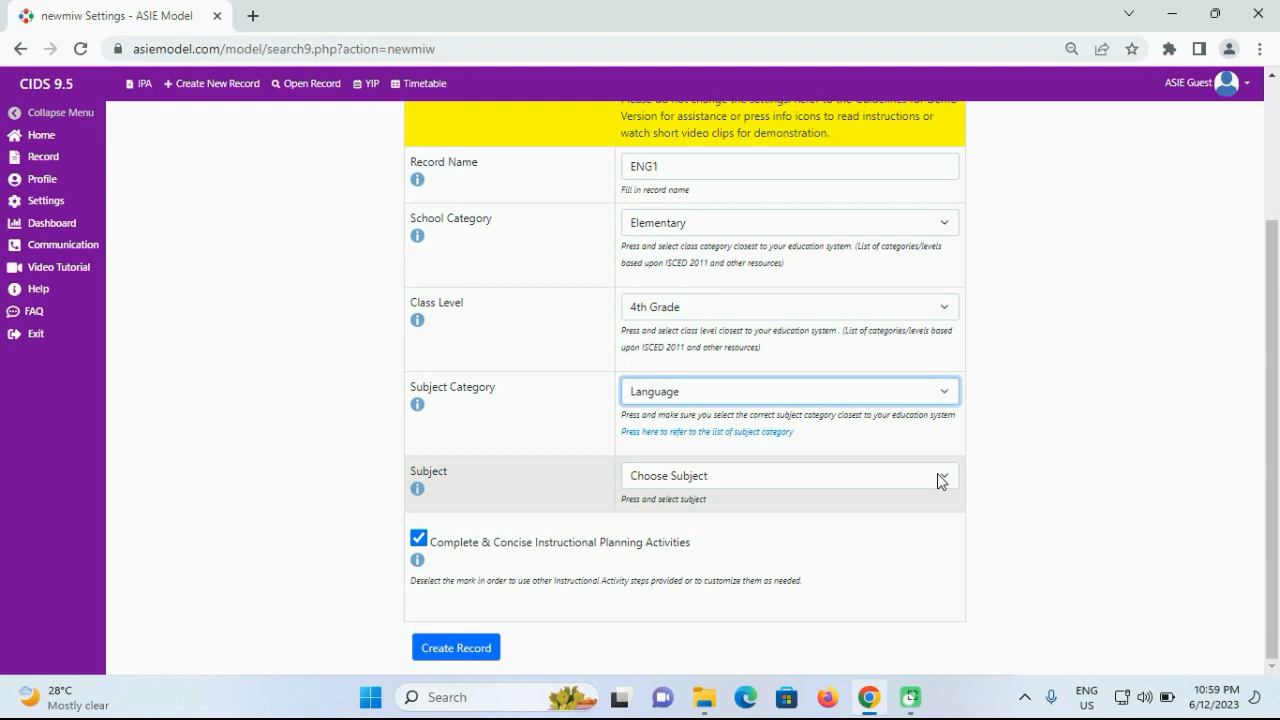 newmiw Settings - ASIE Model
asiemodel.com/model/search9.php?action=newmiw
CIDS 9.5
IPA
Create New Record
Open Record
YIP
Timetable
ASIE Guest
Collapse Menu
Home
Record
Profile
Settings
Dashboard
Communication
Video Tutorial
Help
FAQ
Exit
Please do not change the settings. Refer to the Guidelines for Demo
Version for assistance or press info icons to read instructions or
watch short video clips for demonstration.
Record Name
ENG1
Fill in record name
School Category
Elementary
Press and select class category closest to your education system. (List of categories/levels
based upon ISCED 2011 and other resources)
Class Level
4th Grade
Press and select class level closest to your education system . (List of categories/levels based
upon ISCED 2011 and other resources)
Subject Category
Language
Press and make sure you select the correct subject category closest to your education system
Press here to refer to the list of subject category
Subject
Choose Subject
Press and select subject
Complete & Concise Instructional Planning Activities
Deselect the mark in order to use other Instructional Activity steps provided or to customize them as needed.
Create Record
28°C
Mostly clear
Search
ENG
US
10:59 PM
6/12/2023